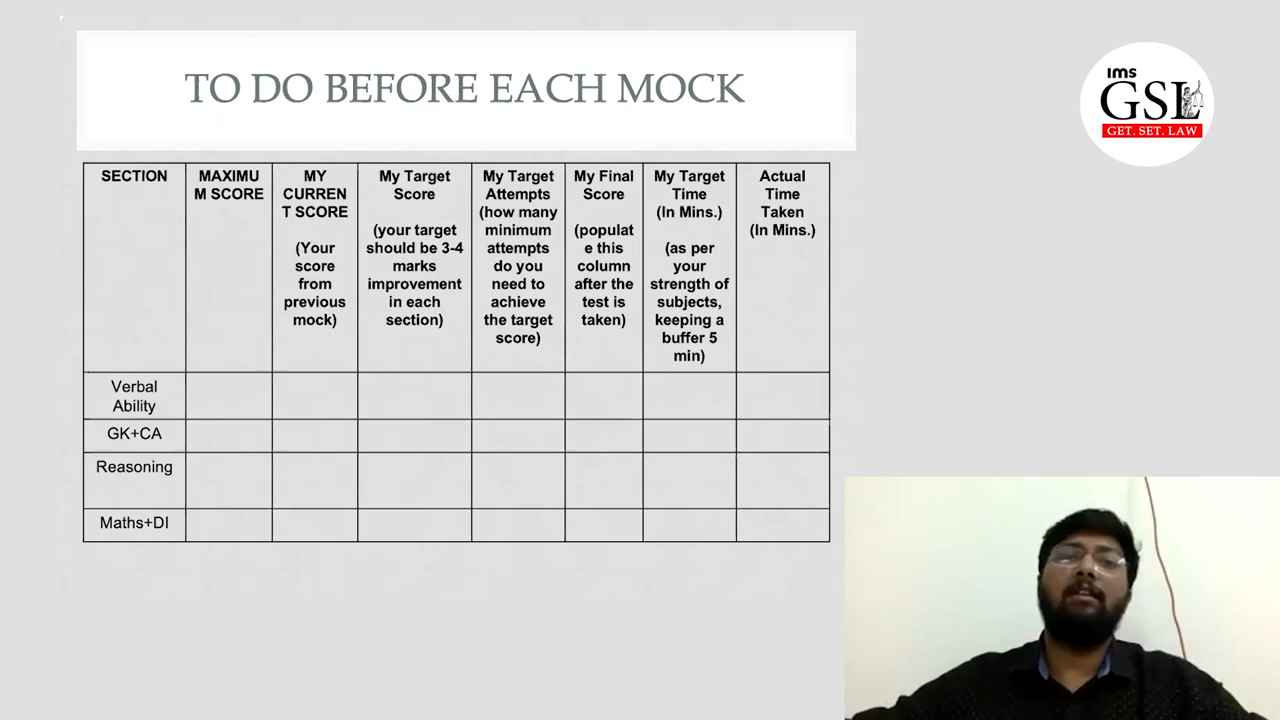 TO DO BEFORE EACH MOCK
ıms
GSL
GET. SET. LAW
SECTION
MAXIMU
M SCORE
MY
CURREN
T SCORE
(Your
score
from
previous
mock)
My Target
Score
(your target
should be 3-4
marks
improvement
in each
section)
My Target
Attempts
(how many
minimum
attempts
do you
need to
achieve
the target
score)
My Final
Score
(populat
e this
column
after the
test is
taken)
My Target
Time
(In Mins.)
(as per
your
strength of
subjects,
keeping a
buffer 5
min)
Actual
Time
Taken
(In Mins.)
Verbal
Ability
GK+CA
Reasoning
Maths+DI